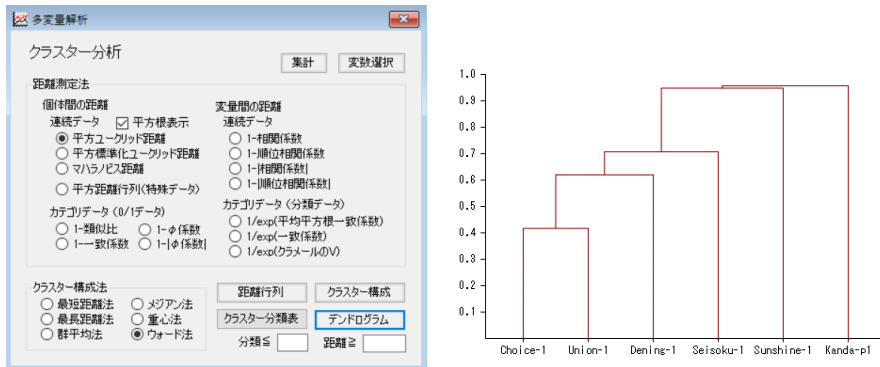 多変量解析
クラスター分析
集計
変数選択
距離測定法
個体間の距離
連続データ ☑ 平方根表示
平方ユークリッド距離
平方標準化ユークリッド距離
マハラノビス距離
平方距離行列(特殊データ)
カテゴリデータ (0/1データ)
1-類似比 1-φ係数
1-一致係数 1-|φ係数|
変量間の距離
連続データ
1-相関係数
1-順位相関係数
1-|相関係数|
1-|順位相関係数|
カテゴリデータ (分類データ)
1/exp(平均平方根一致係数)
1/exp(一致係数)
1/exp(クラメールのV)
クラスター構成法
最短距離法 メジアン法
最長距離法 重心法
群平均法 ウォード法
距離行列 クラスター構成
クラスター分類表 デンドログラム
分類≦ 距離≧
1.0
0.9
0.8
0.7
0.6
0.5
0.4
0.3
0.2
0.1
Choice-1 Union-1 Dening-1 Seisoku-1 Sunshine-1 Kanda-p1